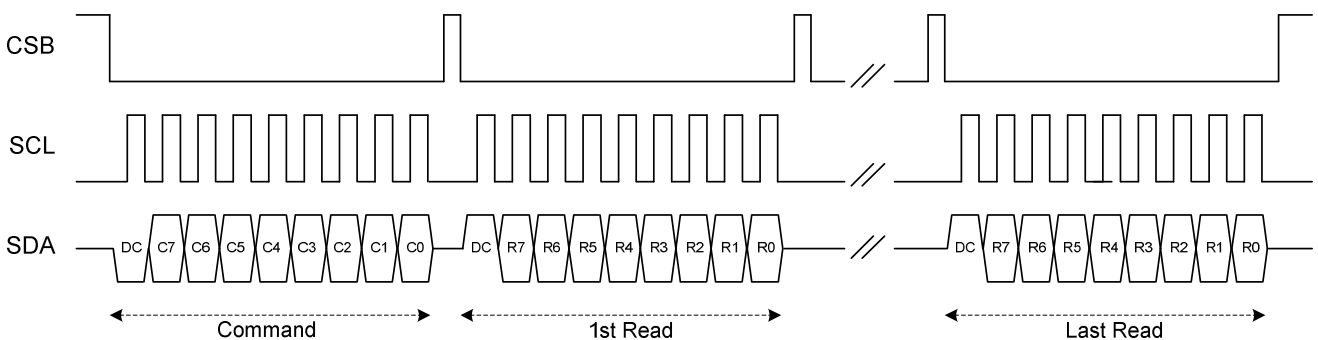 CSB
SCL
SDA
DC C7 C6 C5 C4 C3 C2 C1 C0 DC R7 R6 R5 R4 R3 R2 R1 R0 DC R7 R6 R5 R4 R3 R2 R1 R0
Command 1st Read Last Read